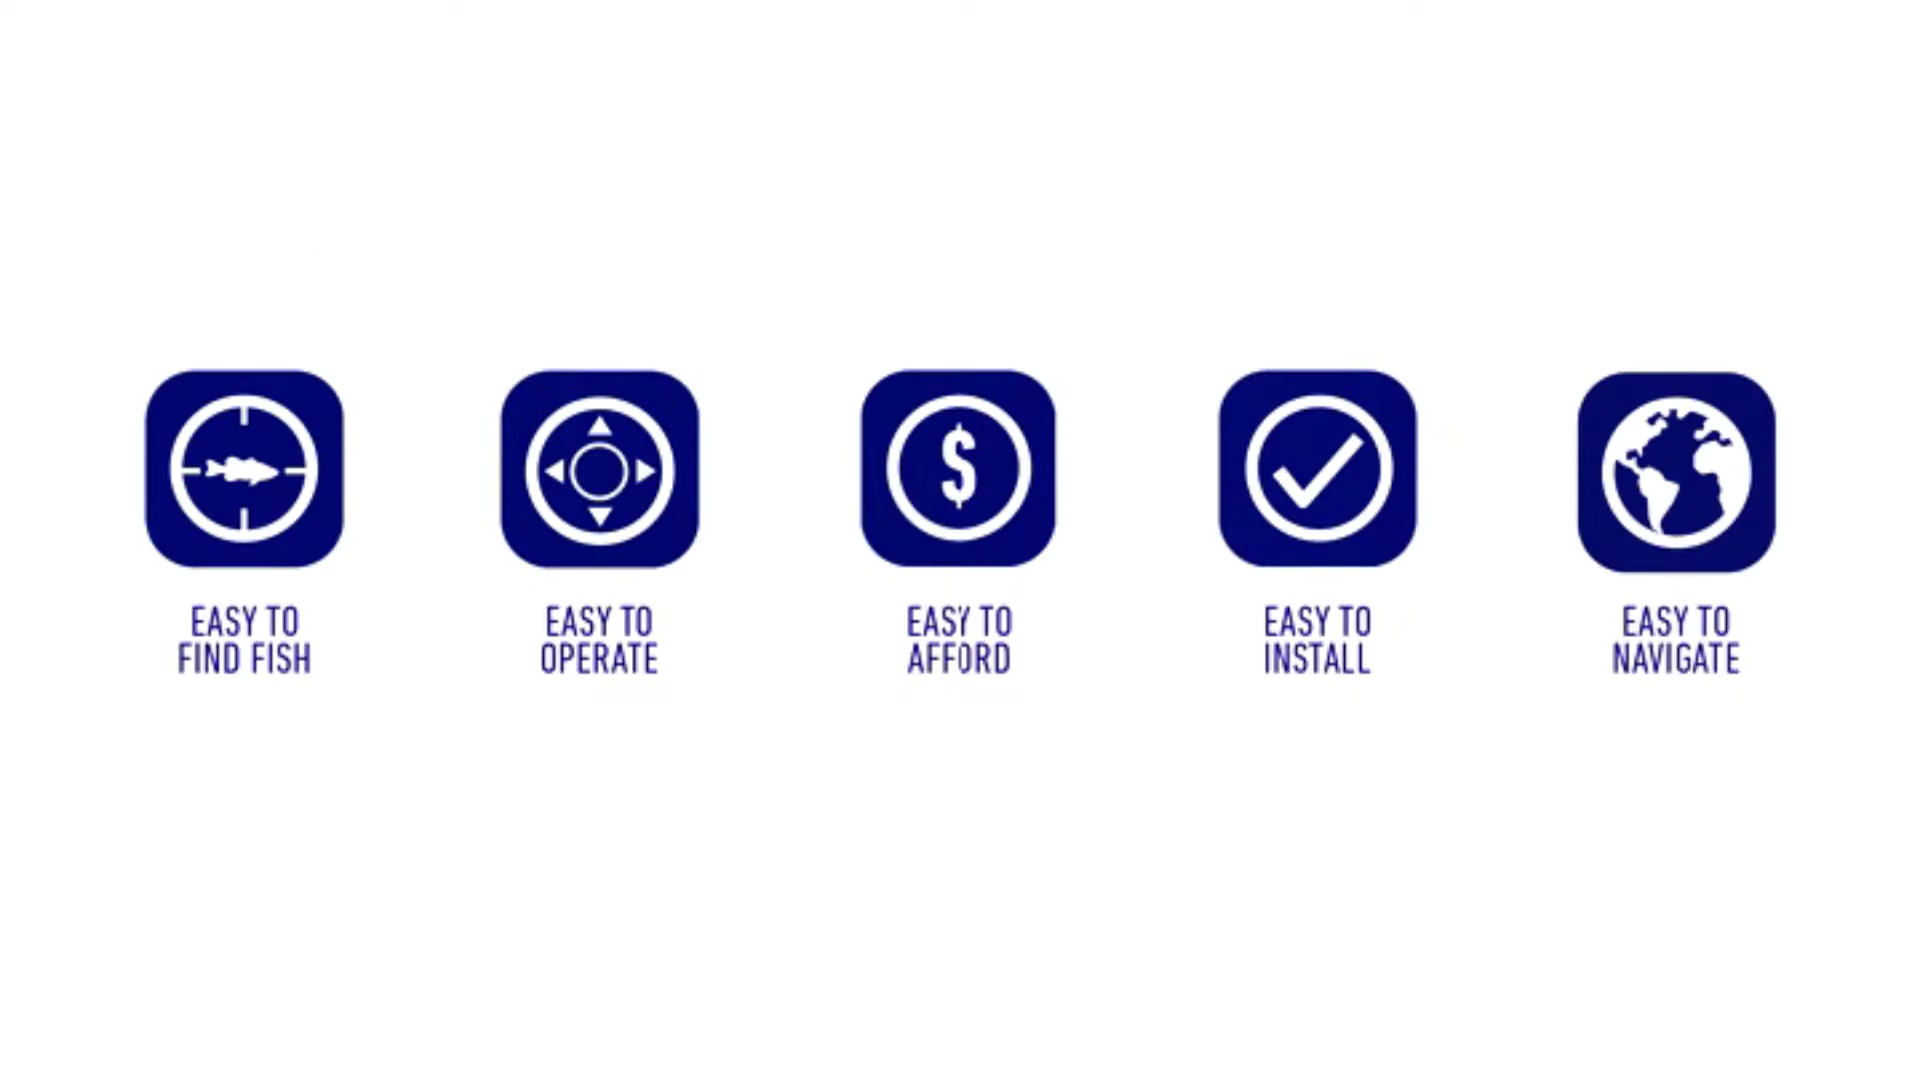 EASY TO
FIND FISH
EASY TO
OPERATE
$
EASY TO
AFFORD
EASY TO
INSTALL
EASY TO
NAVIGATE